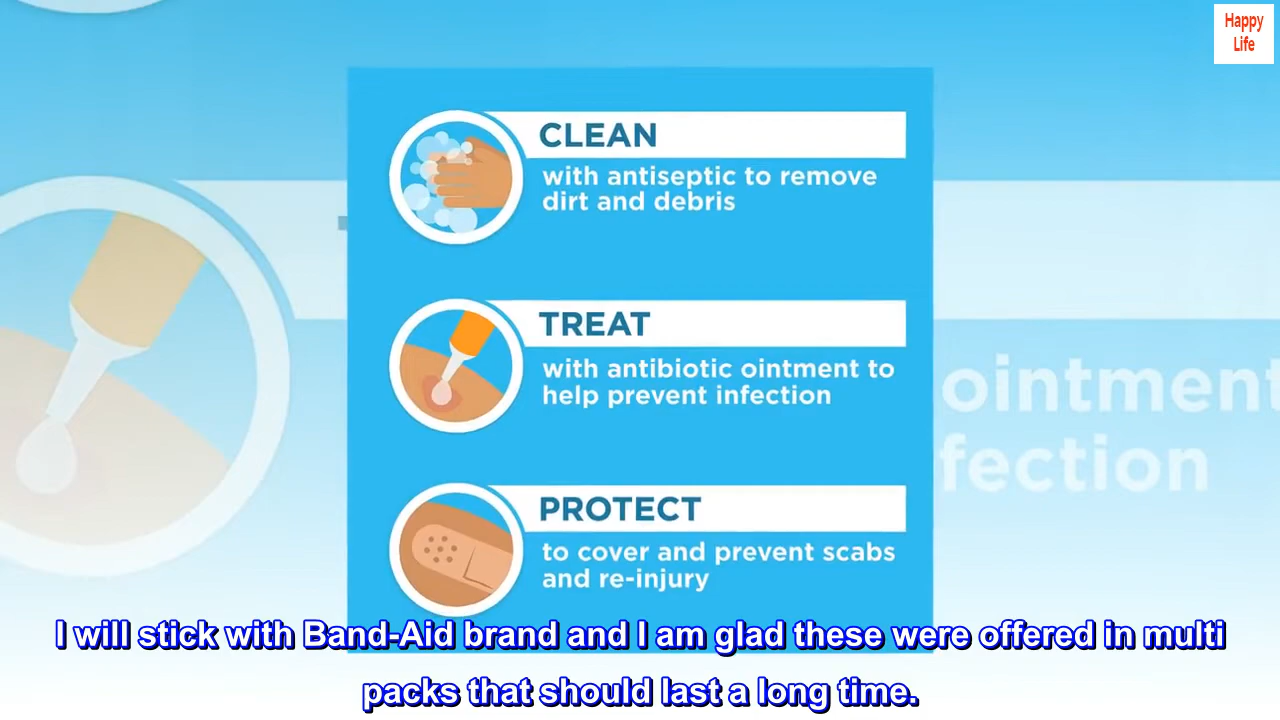 Happy
Life
CLEAN
with antiseptic to remove
dirt and debris
TREAT
with antibiotic ointment to
help prevent infection
ointment
fection
PROTECT
to cover and prevent scabs
and re-injury
I will stick with Band-Aid brand and I am glad these were offered in multi
packs that should last a long time.